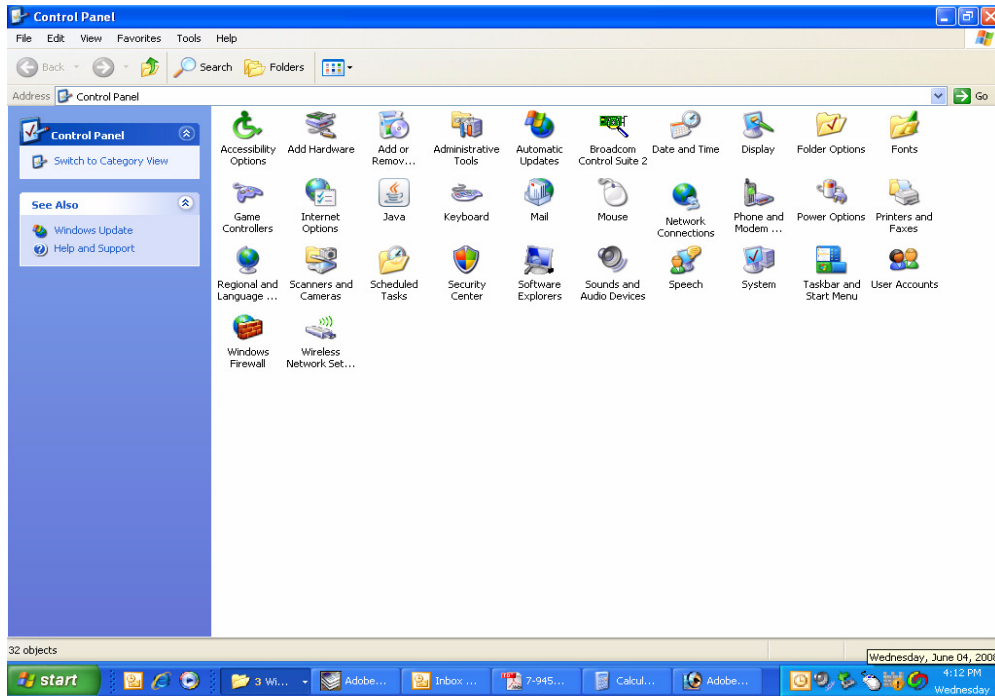 Control Panel
File Edit View Favorites Tools Help
Back Search Folders
Address Control Panel Go
Control Panel
Switch to Category View
See Also
Windows Update
Help and Support
Accessibility Options
Add Hardware
Add or Remov...
Administrative Tools
Automatic Updates
Broadcom Control Suite 2
Date and Time
Display
Folder Options
Fonts
Game Controllers
Internet Options
Java
Keyboard
Mail
Mouse
Network Connections
Phone and Modem ...
Power Options
Printers and Faxes
Regional and Language ...
Scanners and Cameras
Scheduled Tasks
Security Center
Software Explorers
Sounds and Audio Devices
Speech
System
Taskbar and Start Menu
User Accounts
Windows Firewall
Wireless Network Set...
32 objects
Wednesday, June 04, 2008
start 3 Wi... Adobe... Inbox ... 7-945... Calcul... Adobe... 4:12 PM
Wednesday